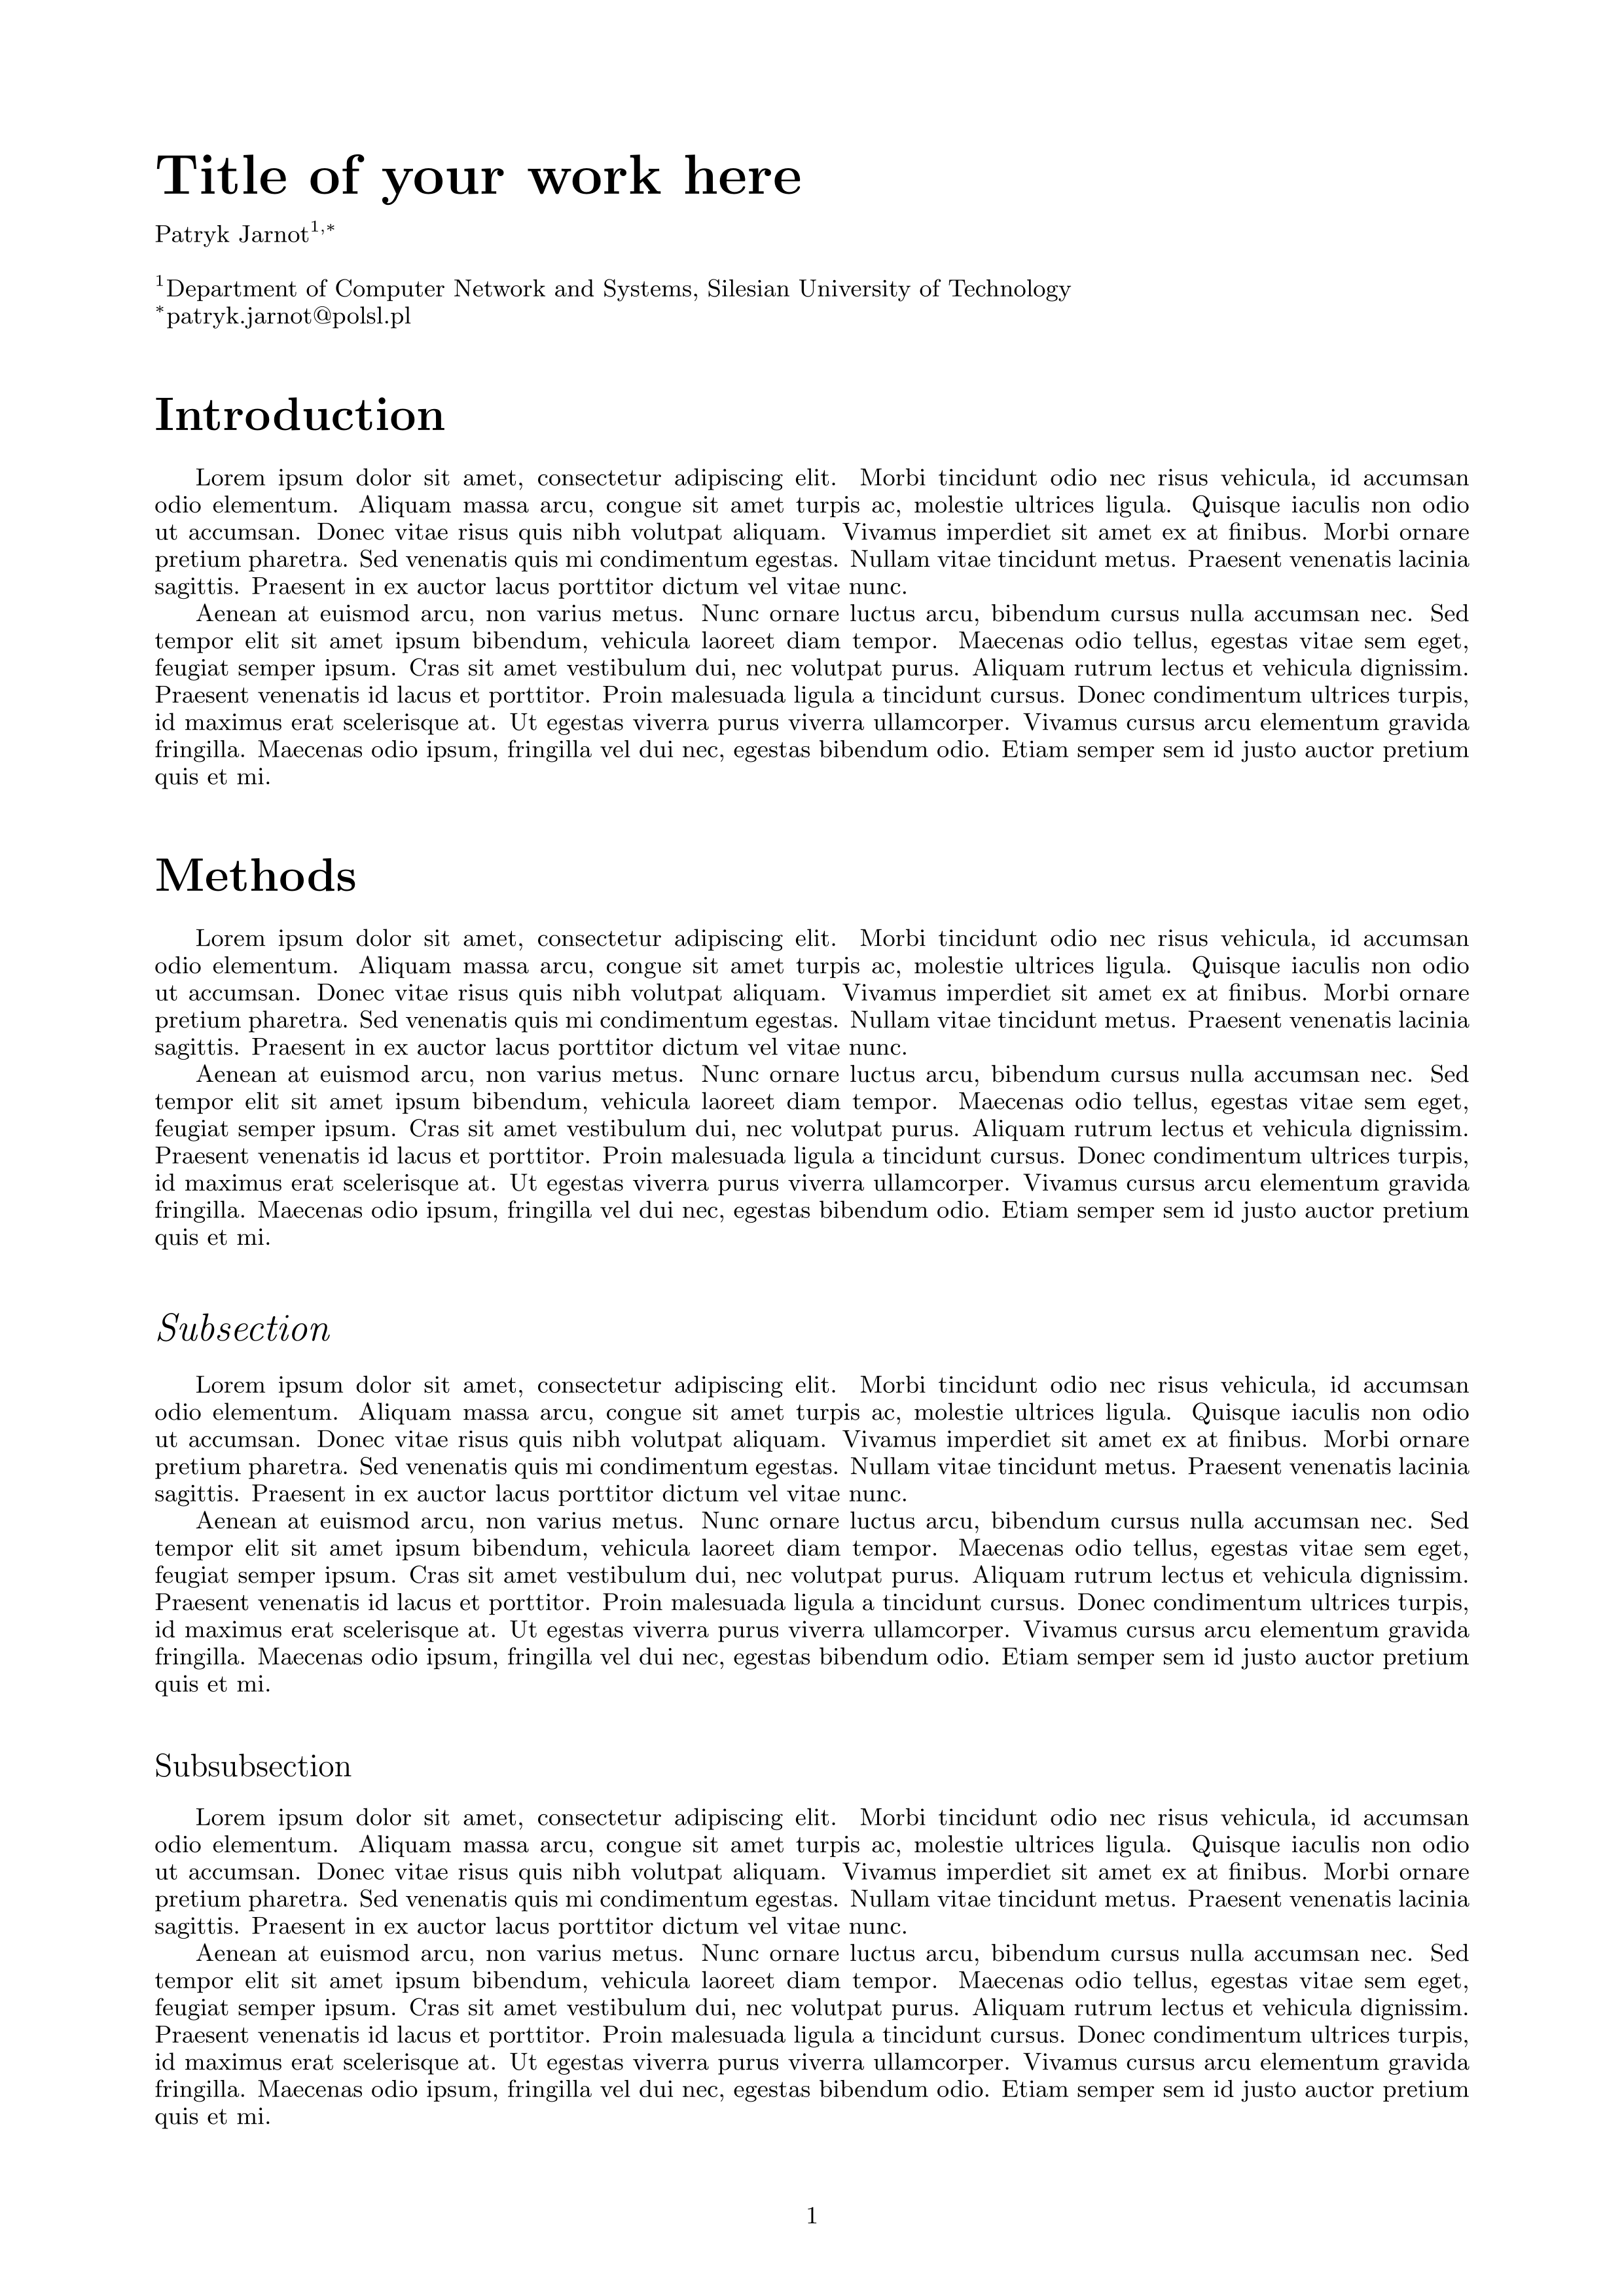 Title of your work here
Patryk Jarnot1,*
1Department of Computer Network and Systems, Silesian University of Technology
*patryk.jarnot@polsl.pl
Introduction
Lorem ipsum dolor sit amet, consectetur adipiscing elit. Morbi tincidunt odio nec risus vehicula, id accumsan
odio elementum. Aliquam massa arcu, congue sit amet turpis ac, molestie ultrices ligula. Quisque iaculis non odio
ut accumsan. Donec vitae risus quis nibh volutpat aliquam. Vivamus imperdiet sit amet ex at finibus. Morbi ornare
pretium pharetra. Sed venenatis quis mi condimentum egestas. Nullam vitae tincidunt metus. Praesent venenatis lacinia
sagittis. Praesent in ex auctor lacus porttitor dictum vel vitae nunc.
Aenean at euismod arcu, non varius metus. Nunc ornare luctus arcu, bibendum cursus nulla accumsan nec. Sed
tempor elit sit amet ipsum bibendum, vehicula laoreet diam tempor. Maecenas odio tellus, egestas vitae sem eget,
feugiat semper ipsum. Cras sit amet vestibulum dui, nec volutpat purus. Aliquam rutrum lectus et vehicula dignissim.
Praesent venenatis id lacus et porttitor. Proin malesuada ligula a tincidunt cursus. Donec condimentum ultrices turpis,
id maximus erat scelerisque at. Ut egestas viverra purus viverra ullamcorper. Vivamus cursus arcu elementum gravida
fringilla. Maecenas odio ipsum, fringilla vel dui nec, egestas bibendum odio. Etiam semper sem id justo auctor pretium
quis et mi.
Methods
Lorem ipsum dolor sit amet, consectetur adipiscing elit. Morbi tincidunt odio nec risus vehicula, id accumsan
odio elementum. Aliquam massa arcu, congue sit amet turpis ac, molestie ultrices ligula. Quisque iaculis non odio
ut accumsan. Donec vitae risus quis nibh volutpat aliquam. Vivamus imperdiet sit amet ex at finibus. Morbi ornare
pretium pharetra. Sed venenatis quis mi condimentum egestas. Nullam vitae tincidunt metus. Praesent venenatis lacinia
sagittis. Praesent in ex auctor lacus porttitor dictum vel vitae nunc.
Aenean at euismod arcu, non varius metus. Nunc ornare luctus arcu, bibendum cursus nulla accumsan nec. Sed
tempor elit sit amet ipsum bibendum, vehicula laoreet diam tempor. Maecenas odio tellus, egestas vitae sem eget,
feugiat semper ipsum. Cras sit amet vestibulum dui, nec volutpat purus. Aliquam rutrum lectus et vehicula dignissim.
Praesent venenatis id lacus et porttitor. Proin malesuada ligula a tincidunt cursus. Donec condimentum ultrices turpis,
id maximus erat scelerisque at. Ut egestas viverra purus viverra ullamcorper. Vivamus cursus arcu elementum gravida
fringilla. Maecenas odio ipsum, fringilla vel dui nec, egestas bibendum odio. Etiam semper sem id justo auctor pretium
quis et mi.
Subsection
Lorem ipsum dolor sit amet, consectetur adipiscing elit. Morbi tincidunt odio nec risus vehicula, id accumsan
odio elementum. Aliquam massa arcu, congue sit amet turpis ac, molestie ultrices ligula. Quisque iaculis non odio
ut accumsan. Donec vitae risus quis nibh volutpat aliquam. Vivamus imperdiet sit amet ex at finibus. Morbi ornare
pretium pharetra. Sed venenatis quis mi condimentum egestas. Nullam vitae tincidunt metus. Praesent venenatis lacinia
sagittis. Praesent in ex auctor lacus porttitor dictum vel vitae nunc.
Aenean at euismod arcu, non varius metus. Nunc ornare luctus arcu, bibendum cursus nulla accumsan nec. Sed
tempor elit sit amet ipsum bibendum, vehicula laoreet diam tempor. Maecenas odio tellus, egestas vitae sem eget,
feugiat semper ipsum. Cras sit amet vestibulum dui, nec volutpat purus. Aliquam rutrum lectus et vehicula dignissim.
Praesent venenatis id lacus et porttitor. Proin malesuada ligula a tincidunt cursus. Donec condimentum ultrices turpis,
id maximus erat scelerisque at. Ut egestas viverra purus viverra ullamcorper. Vivamus cursus arcu elementum gravida
fringilla. Maecenas odio ipsum, fringilla vel dui nec, egestas bibendum odio. Etiam semper sem id justo auctor pretium
quis et mi.
Subsubsection
Lorem ipsum dolor sit amet, consectetur adipiscing elit. Morbi tincidunt odio nec risus vehicula, id accumsan
odio elementum. Aliquam massa arcu, congue sit amet turpis ac, molestie ultrices ligula. Quisque iaculis non odio
ut accumsan. Donec vitae risus quis nibh volutpat aliquam. Vivamus imperdiet sit amet ex at finibus. Morbi ornare
pretium pharetra. Sed venenatis quis mi condimentum egestas. Nullam vitae tincidunt metus. Praesent venenatis lacinia
sagittis. Praesent in ex auctor lacus porttitor dictum vel vitae nunc.
Aenean at euismod arcu, non varius metus. Nunc ornare luctus arcu, bibendum cursus nulla accumsan nec. Sed
tempor elit sit amet ipsum bibendum, vehicula laoreet diam tempor. Maecenas odio tellus, egestas vitae sem eget,
feugiat semper ipsum. Cras sit amet vestibulum dui, nec volutpat purus. Aliquam rutrum lectus et vehicula dignissim.
Praesent venenatis id lacus et porttitor. Proin malesuada ligula a tincidunt cursus. Donec condimentum ultrices turpis,
id maximus erat scelerisque at. Ut egestas viverra purus viverra ullamcorper. Vivamus cursus arcu elementum gravida
fringilla. Maecenas odio ipsum, fringilla vel dui nec, egestas bibendum odio. Etiam semper sem id justo auctor pretium
quis et mi.
1